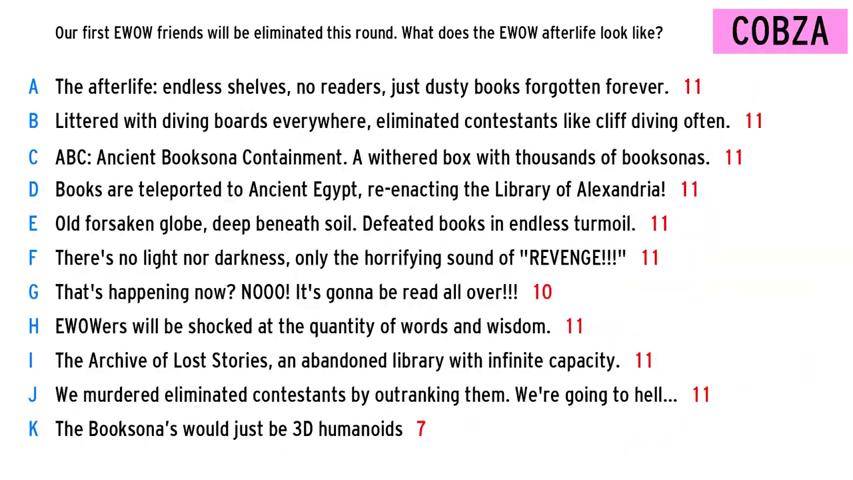 Our first EWOW friends will be eliminated this round. What does the EWOW afterlife look like?
COBZA
A The afterlife: endless shelves, no readers, just dusty books forgotten forever. 11
B Littered with diving boards everywhere, eliminated contestants like cliff diving often. 11
C ABC: Ancient Booksona Containment. A withered box with thousands of booksonas. 11
D Books are teleported to Ancient Egypt, re-enacting the Library of Alexandria! 11
E Old forsaken globe, deep beneath soil. Defeated books in endless turmoil. 11
F There's no light nor darkness, only the horrifying sound of "REVENGE!!!" 11
G That's happening now? NOOO! It's gonna be read all over!!! 10
H EWOWers will be shocked at the quantity of words and wisdom. 11
I The Archive of Lost Stories, an abandoned library with infinite capacity. 11
J We murdered eliminated contestants by outranking them. We're going to hell... 11
K The Booksona’s would just be 3D humanoids 7